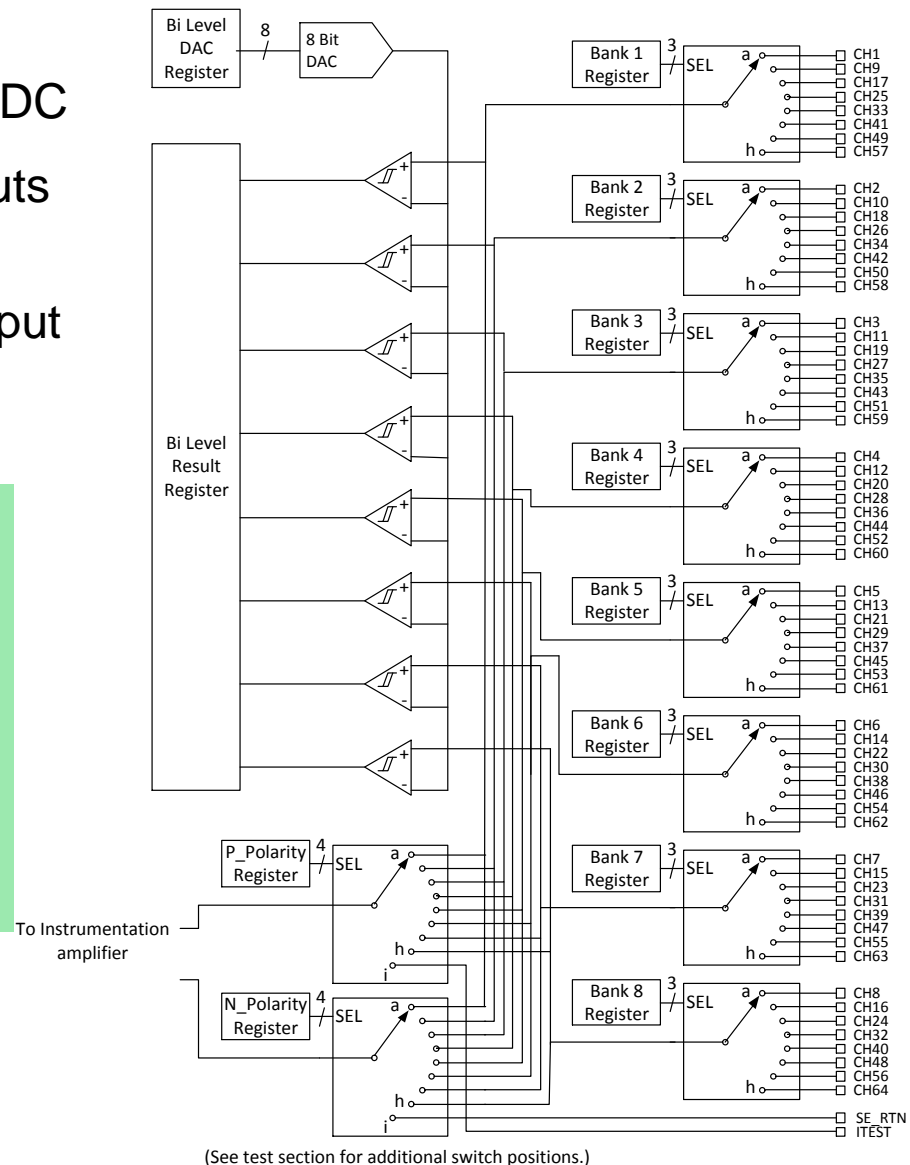 DC
uts
put
Bi Level
DAC
Register
8
8 Bit
DAC
Bi Level
Result
Register
+
-
+
-
+
-
+
-
+
-
+
-
+
-
+
-
Bank 1
Register
3
SEL
a
h
CH1
CH9
CH17
CH25
CH33
CH41
CH49
CH57
Bank 2
Register
3
SEL
a
h
CH2
CH10
CH18
CH26
CH34
CH42
CH50
CH58
Bank 3
Register
3
SEL
a
h
CH3
CH11
CH19
CH27
CH35
CH43
CH51
CH59
Bank 4
Register
3
SEL
a
h
CH4
CH12
CH20
CH28
CH36
CH44
CH52
CH60
Bank 5
Register
3
SEL
a
h
CH5
CH13
CH21
CH29
CH37
CH45
CH53
CH61
Bank 6
Register
3
SEL
a
h
CH6
CH14
CH22
CH30
CH38
CH46
CH54
CH62
Bank 7
Register
3
SEL
a
h
CH7
CH15
CH23
CH31
CH39
CH47
CH55
CH63
Bank 8
Register
3
SEL
a
h
CH8
CH16
CH24
CH32
CH40
CH48
CH56
CH64
SE_RTN
ITEST
P_Polarity
Register
4
SEL
a
h
i
To Instrumentation
amplifier
N_Polarity
Register
4
SEL
a
h
i
(See test section for additional switch positions.)